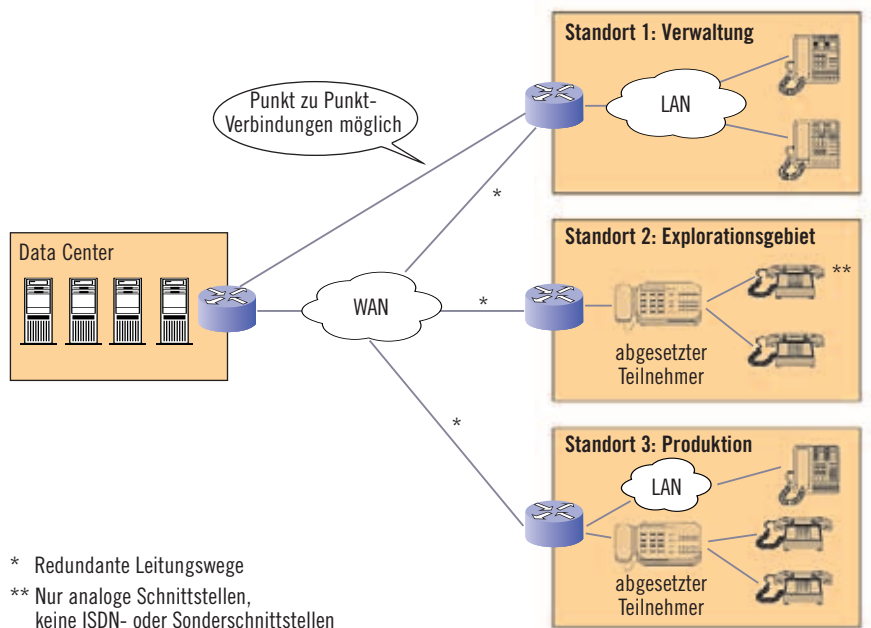 Standort 1: Verwaltung
LAN
Punkt zu Punkt-
Verbindungen möglich
*
Data Center
WAN
*
Standort 2: Explorationsgebiet
**
abgesetzter
Teilnehmer
*
Standort 3: Produktion
LAN
abgesetzter
Teilnehmer
* Redundante Leitungswege
** Nur analoge Schnittstellen,
keine ISDN- oder Sonderschnittstellen